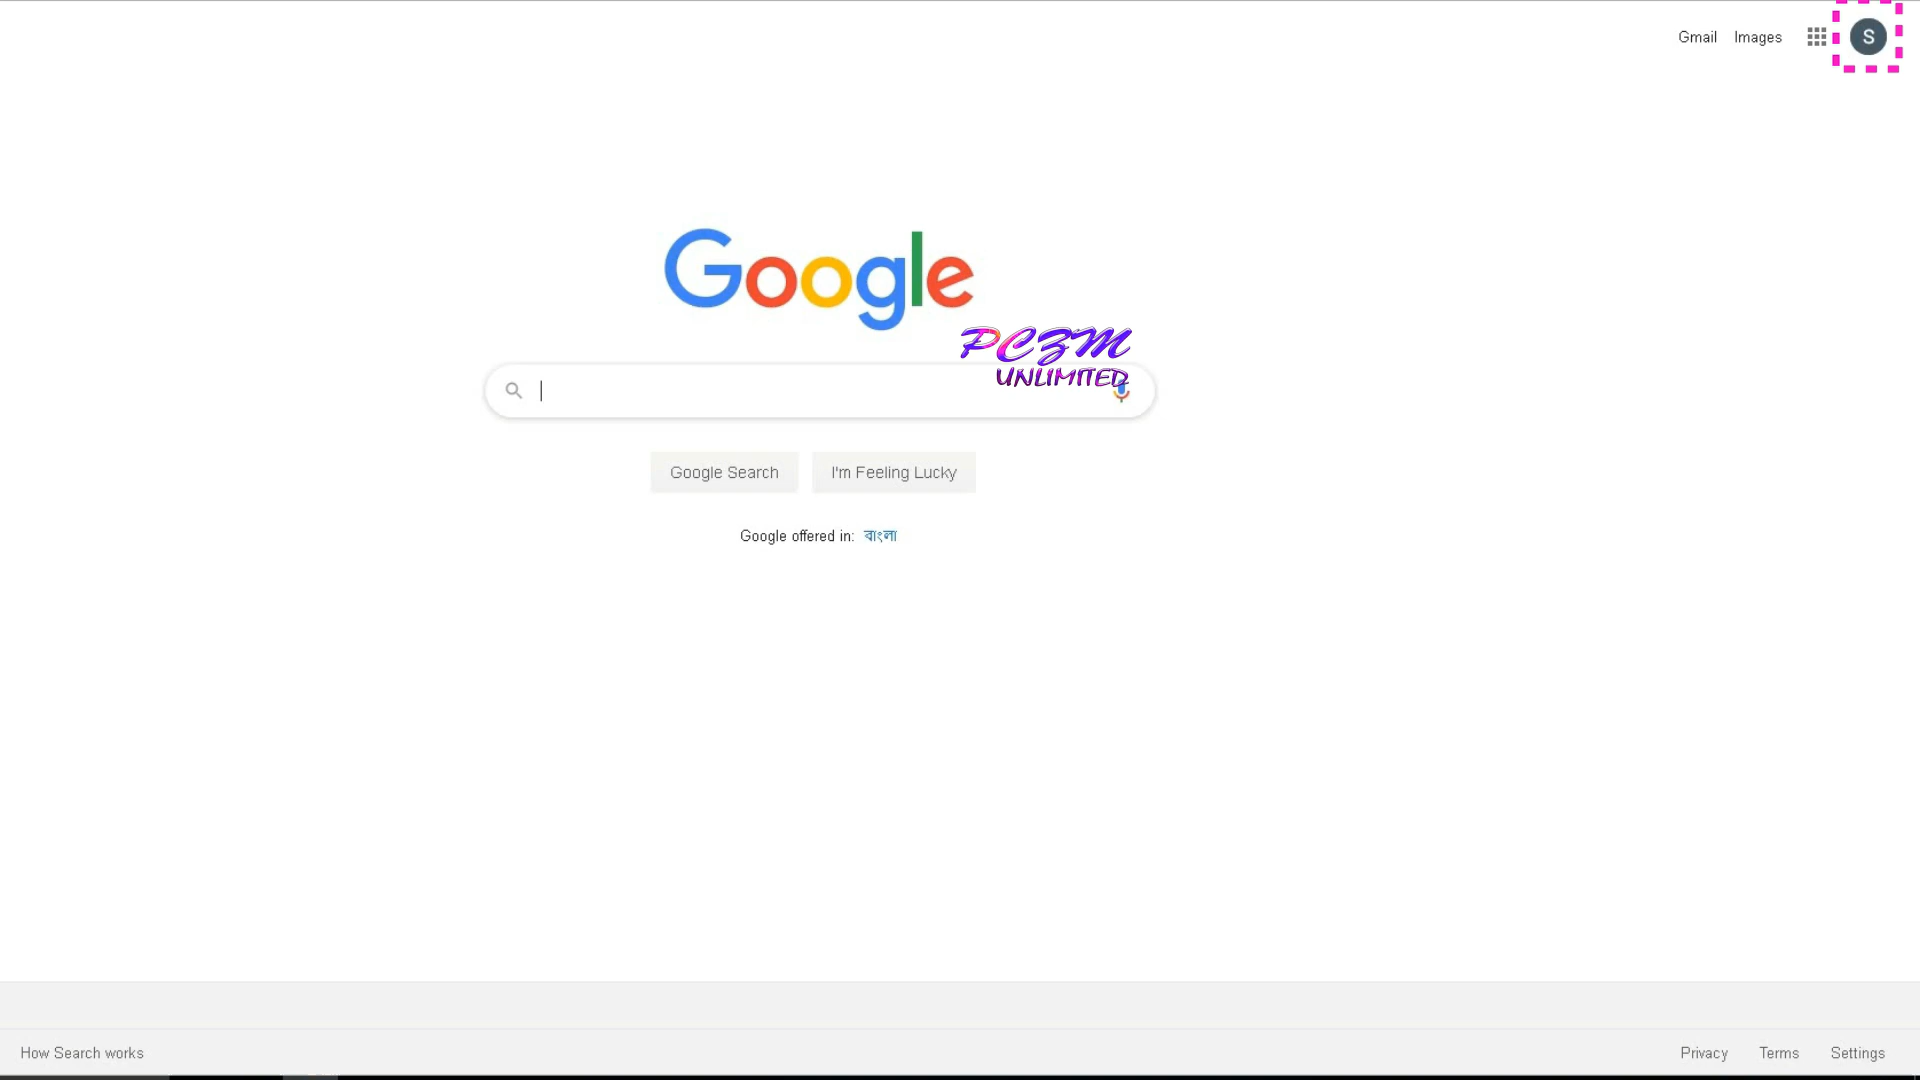 Gmail Images
S
Google
PCZM
UNLIMITED
Google Search I'm Feeling Lucky
Google offered in: বাংলা
How Search works Privacy Terms Settings